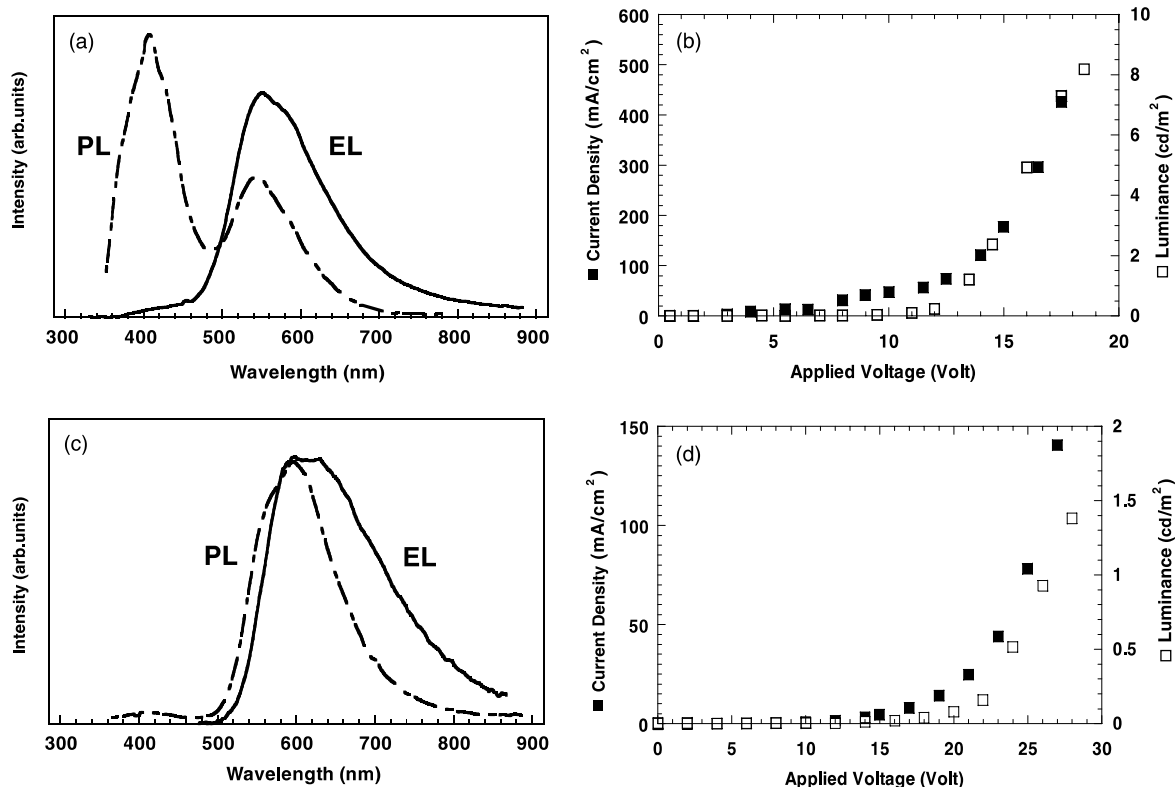 (a)
PL
EL
Intensity (arb.units)
300 400 500 600 700 800 900
Wavelength (nm)
(b)
600
500
400
300
200
100
0
■ Current Density (mA/cm²)
10
8
6
4
2
0
□ Luminance (cd/m²)
0 5 10 15 20
Applied Voltage (Volt)
(c)
PL
EL
Intensity (arb.units)
300 400 500 600 700 800 900
Wavelength (nm)
(d)
150
100
50
0
■ Current Density (mA/cm²)
2
1.5
1
0.5
0
□ Luminance (cd/m²)
0 5 10 15 20 25 30
Applied Voltage (Volt)